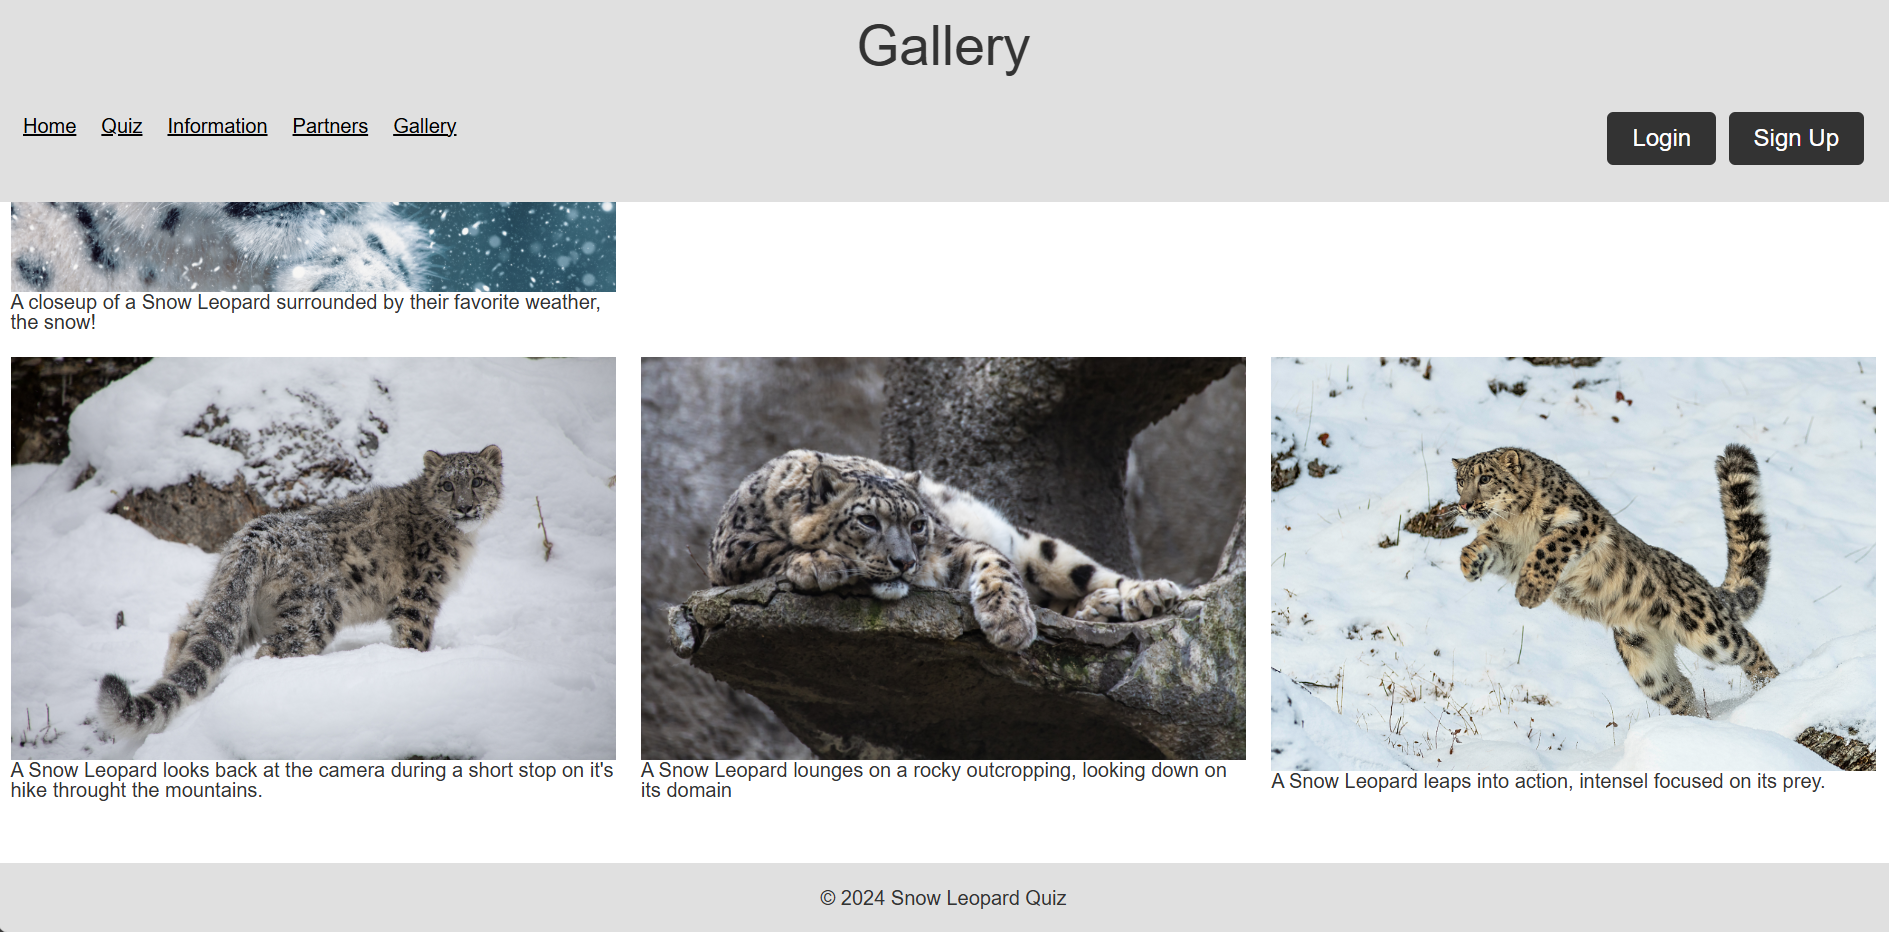 Gallery
Home Quiz Information Partners Gallery
Login Sign Up
A closeup of a Snow Leopard surrounded by their favorite weather,
the snow!
A Snow Leopard looks back at the camera during a short stop on it's
hike throught the mountains.
A Snow Leopard lounges on a rocky outcropping, looking down on
its domain
A Snow Leopard leaps into action, intensel focused on its prey.
© 2024 Snow Leopard Quiz